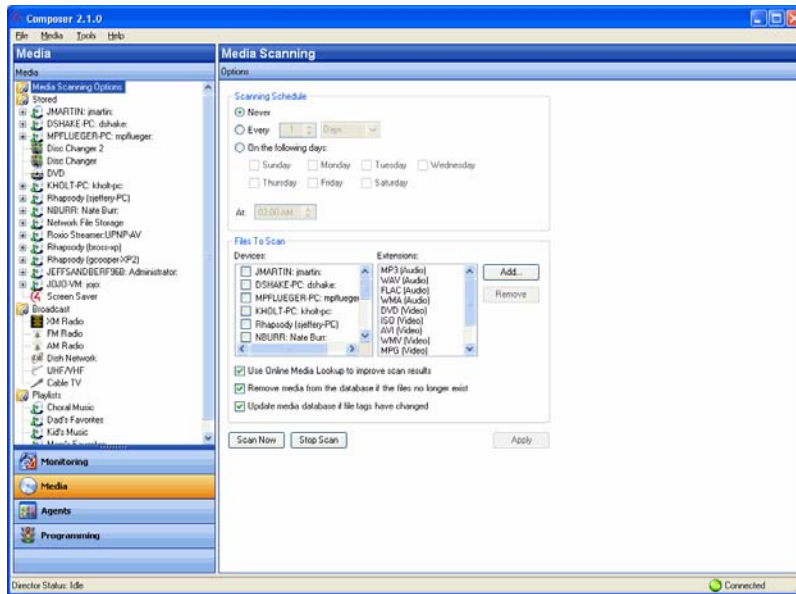 Composer 2.1.0
File Media Tools Help
Media
Media
Media Scanning Options
Stored
JMARTIN: jmartin:
DSHAKE-PC: dshake:
MPFLUEGER-PC: mpflueger:
Disc Changer 2
Disc Changer
DVD
KHOLT-PC: kholt-pc:
Rhapsody (sjeffery-PC)
NBURR: Nate Burr:
Network File Storage
Roxio Streamer:UPNP-AV
Rhapsody (bross-xp)
Rhapsody (gcooper-XP2)
JEFFSANDBERF96B: Administrator:
JOJO-VM: jojo:
Screen Saver
Broadcast
XM Radio
FM Radio
AM Radio
Dish Network
UHF/VHF
Cable TV
Playlists
Choral Music
Dad's Favorites
Kid's Music
Monitoring
Media
Agents
Programming
Media Scanning
Options
Scanning Schedule
Never
Every 1 Days
On the following days:
Sunday Monday Tuesday Wednesday
Thursday Friday Saturday
At: 03:00 AM
Files To Scan
Devices:
JMARTIN: jmartin:
DSHAKE-PC: dshake:
MPFLUEGER-PC: mpflueger
KHOLT-PC: kholt-pc:
Rhapsody (sjeffery-PC)
NBURR: Nate Burr:
Extensions:
MP3 (Audio)
WAV (Audio)
FLAC (Audio)
WMA (Audio)
DVD (Video)
ISO (Video)
AVI (Video)
WMV (Video)
MPG (Video)
Add...
Remove
Use Online Media Lookup to improve scan results
Remove media from the database if the files no longer exist
Update media database if file tags have changed
Scan Now Stop Scan Apply
Director Status: Idle
Connected